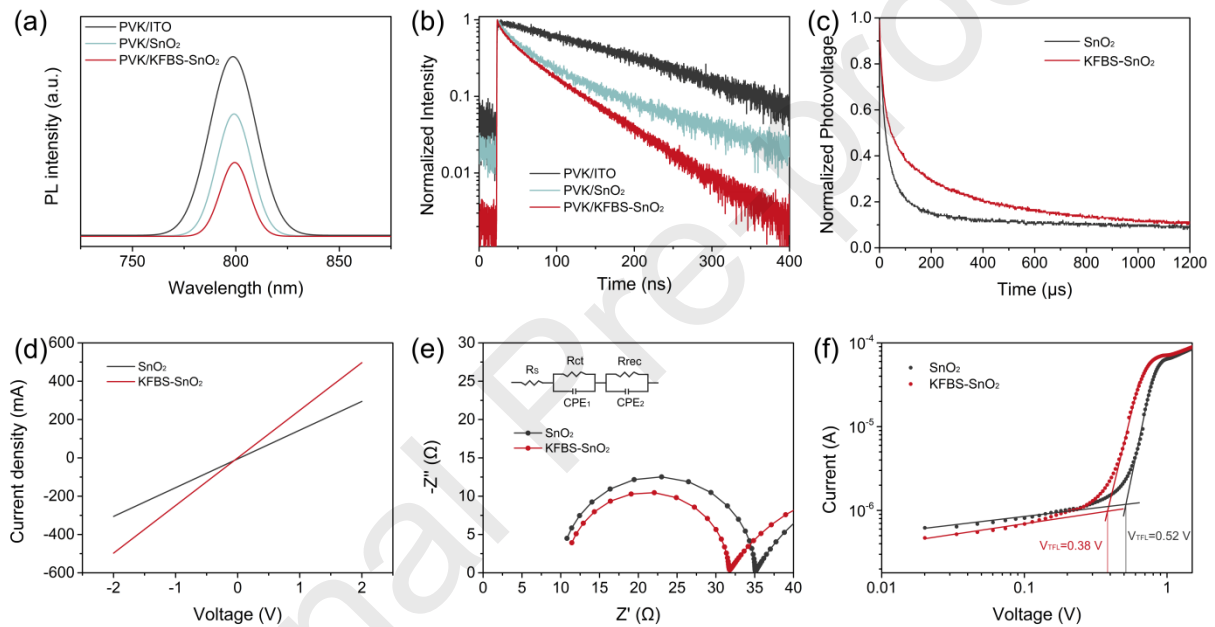 (a)
PVK/ITO
PVK/SnO₂
PVK/KFBS-SnO₂
PL intensity (a.u.)
750 800 850
Wavelength (nm)
(b)
1
0.1
0.01
Normalized Intensity
PVK/ITO
PVK/SnO₂
PVK/KFBS-SnO₂
0 100 200 300 400
Time (ns)
(c)
1.0
0.8
0.6
0.4
0.2
0.0
Normalized Photovoltage
SnO₂
KFBS-SnO₂
0 200 400 600 800 1000 1200
Time (μs)
(d)
600
400
200
0
-200
-400
-600
Current density (mA)
SnO₂
KFBS-SnO₂
-2 -1 0 1 2
Voltage (V)
(e)
30
25
20
15
10
5
0
-Z'' (Ω)
Rs Rct Rrec
CPE₁ CPE₂
SnO₂
KFBS-SnO₂
0 5 10 15 20 25 30 35 40
Z' (Ω)
(f)
10⁻⁴
10⁻⁵
10⁻⁶
Current (A)
SnO₂
KFBS-SnO₂
VTFL=0.38 V
VTFL=0.52 V
0.01 0.1 1
Voltage (V)
nal Pre-proo